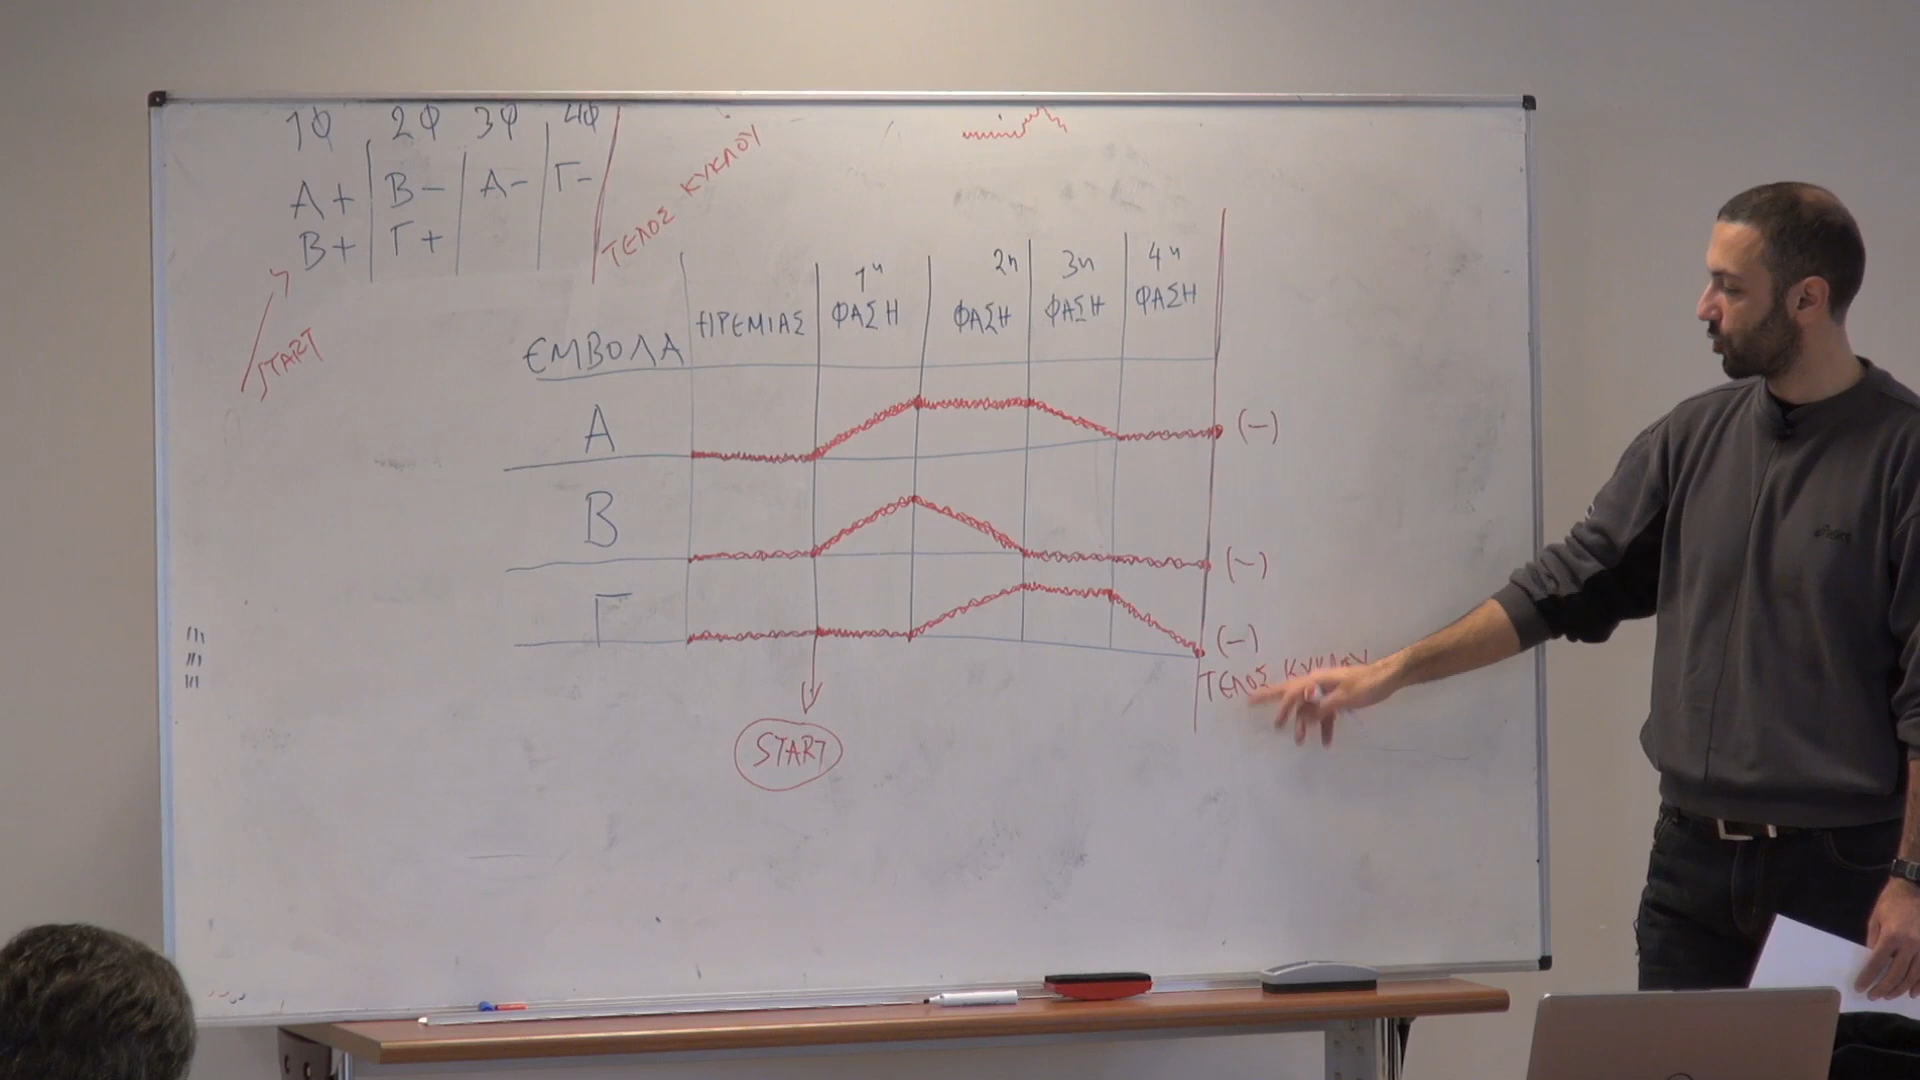 1Φ 2Φ 3Φ 4Φ
A+ B- A- Γ-
B+ Γ+
START
ΤΕΛΟΣ ΚΥΚΛΟΥ
ΕΜΒΟΛΑ ΗΡΕΜΙΑΣ 1η ΦΑΣΗ 2η ΦΑΣΗ 3η ΦΑΣΗ 4η ΦΑΣΗ
A (-)
B (-)
Γ (-)
ΤΕΛΟΣ ΚΥΚΛΟΥ
START